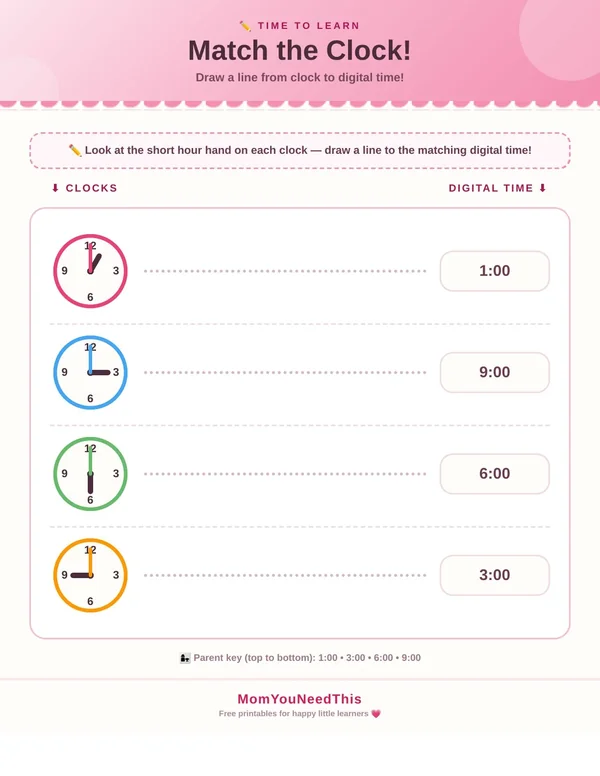 ✏️ TIME TO LEARN
Match the Clock!
Draw a line from clock to digital time!
✏️ Look at the short hour hand on each clock — draw a line to the matching digital time!
⬇ CLOCKS
DIGITAL TIME ⬇
12
9 3
6
1:00
12
9 3
6
9:00
12
9 3
6
6:00
12
9 3
6
3:00
Parent key (top to bottom): 1:00 • 3:00 • 6:00 • 9:00
MomYouNeedThis
Free printables for happy little learners 💗